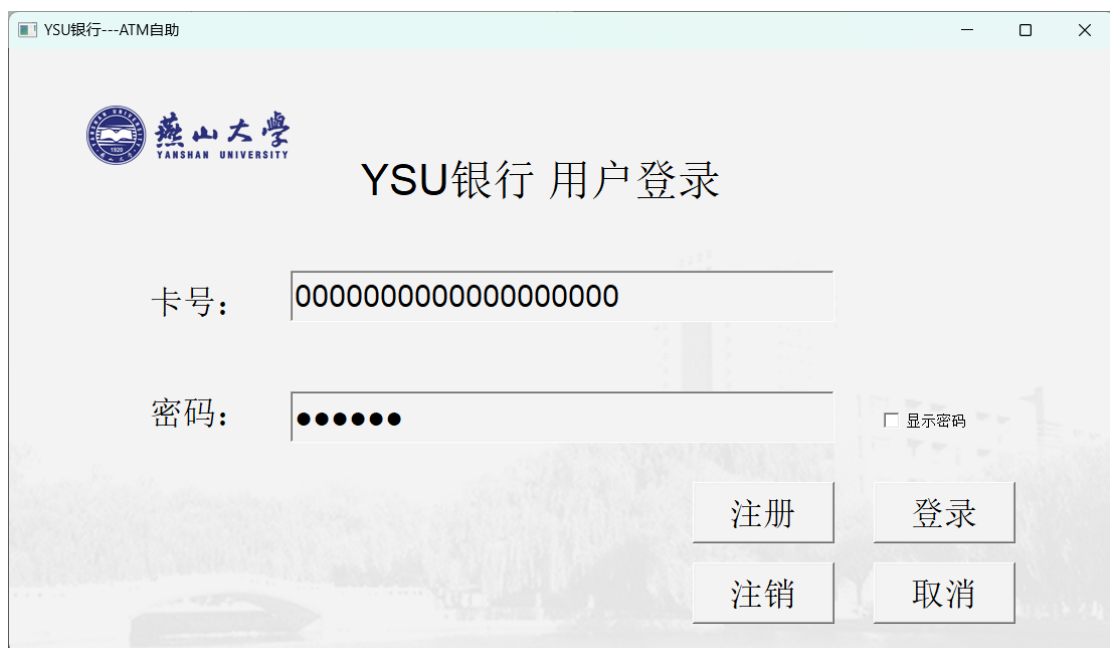 YSU银行---ATM自助
燕山大學
YANSHAN UNIVERSITY
YSU银行 用户登录
卡号：
0000000000000000000
密码：
●●●●●●
显示密码
注册
登录
注销
取消